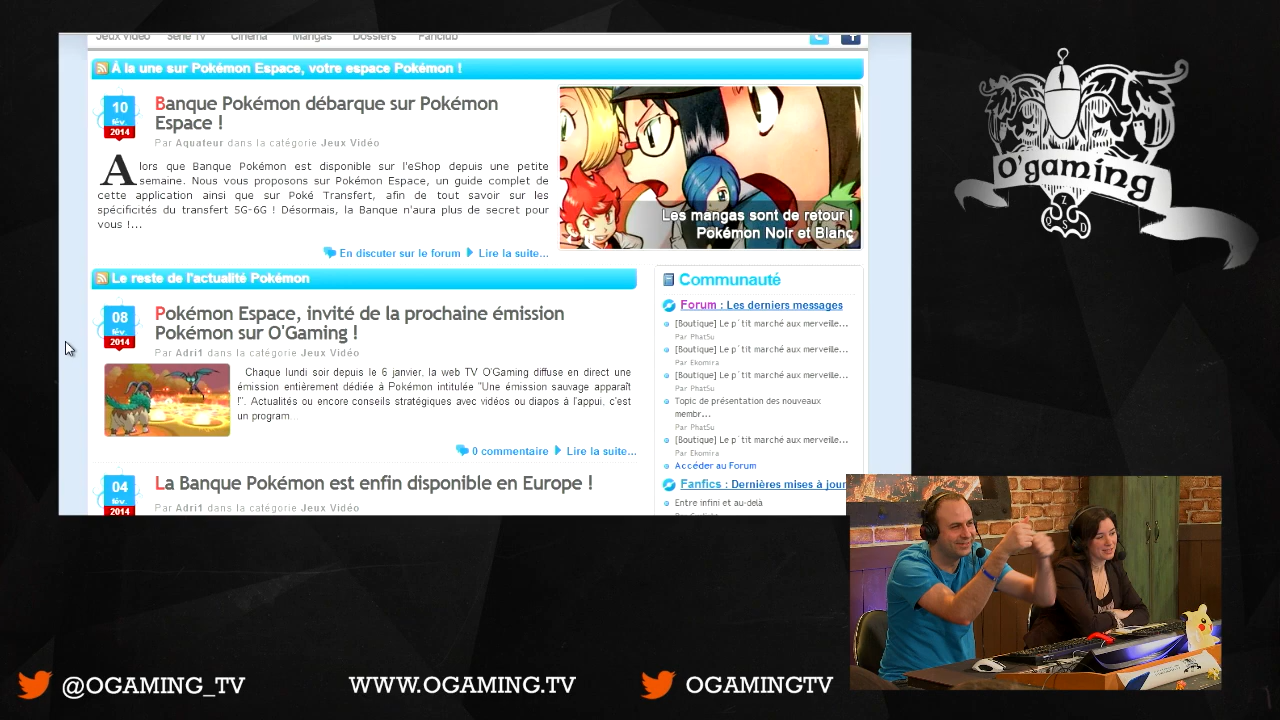 Jeux Vidéo Série TV Cinéma Mangas Dossiers Fanclub
À la une sur Pokémon Espace, votre espace Pokémon !
10
fév.
2014
Banque Pokémon débarque sur Pokémon
Espace !
Par Aquateur dans la catégorie Jeux Vidéo
Alors que Banque Pokémon est disponible sur l'eShop depuis une petite
semaine. Nous vous proposons sur Pokémon Espace, un guide complet de
cette application ainsi que sur Poké Transfert, afin de tout savoir sur les
spécificités du transfert 5G-6G ! Désormais, la Banque n'aura plus de secret pour
vous !...
En discuter sur le forum Lire la suite...
Les mangas sont de retour !
Pokémon Noir et Blanc
Le reste de l'actualité Pokémon
08
fév.
2014
Pokémon Espace, invité de la prochaine émission
Pokémon sur O'Gaming !
Par Adri1 dans la catégorie Jeux Vidéo
Chaque lundi soir depuis le 6 janvier, la web TV O'Gaming diffuse en direct une
émission entièrement dédiée à Pokémon intitulée "Une émission sauvage apparaît
!". Actualités ou encore conseils stratégiques avec vidéos ou diapos à l'appui, c'est
un program...
0 commentaire Lire la suite...
04
fév.
2014
La Banque Pokémon est enfin disponible en Europe !
Par Adri1 dans la catégorie Jeux Vidéo
Communauté
Forum : Les derniers messages
[Boutique] Le p´tit marché aux merveille...
Par PhatSu
[Boutique] Le p´tit marché aux merveille...
Par Ekomira
[Boutique] Le p´tit marché aux merveille...
Par PhatSu
Topic de présentation des nouveaux
membr...
Par PhatSu
[Boutique] Le p´tit marché aux merveille...
Par Ekomira
Accéder au Forum
Fanfics : Dernières mises à jour
Entre infini et au-delà
O'gaming
Z
Q S D
@OGAMING_TV
WWW.OGAMING.TV
OGAMINGTV